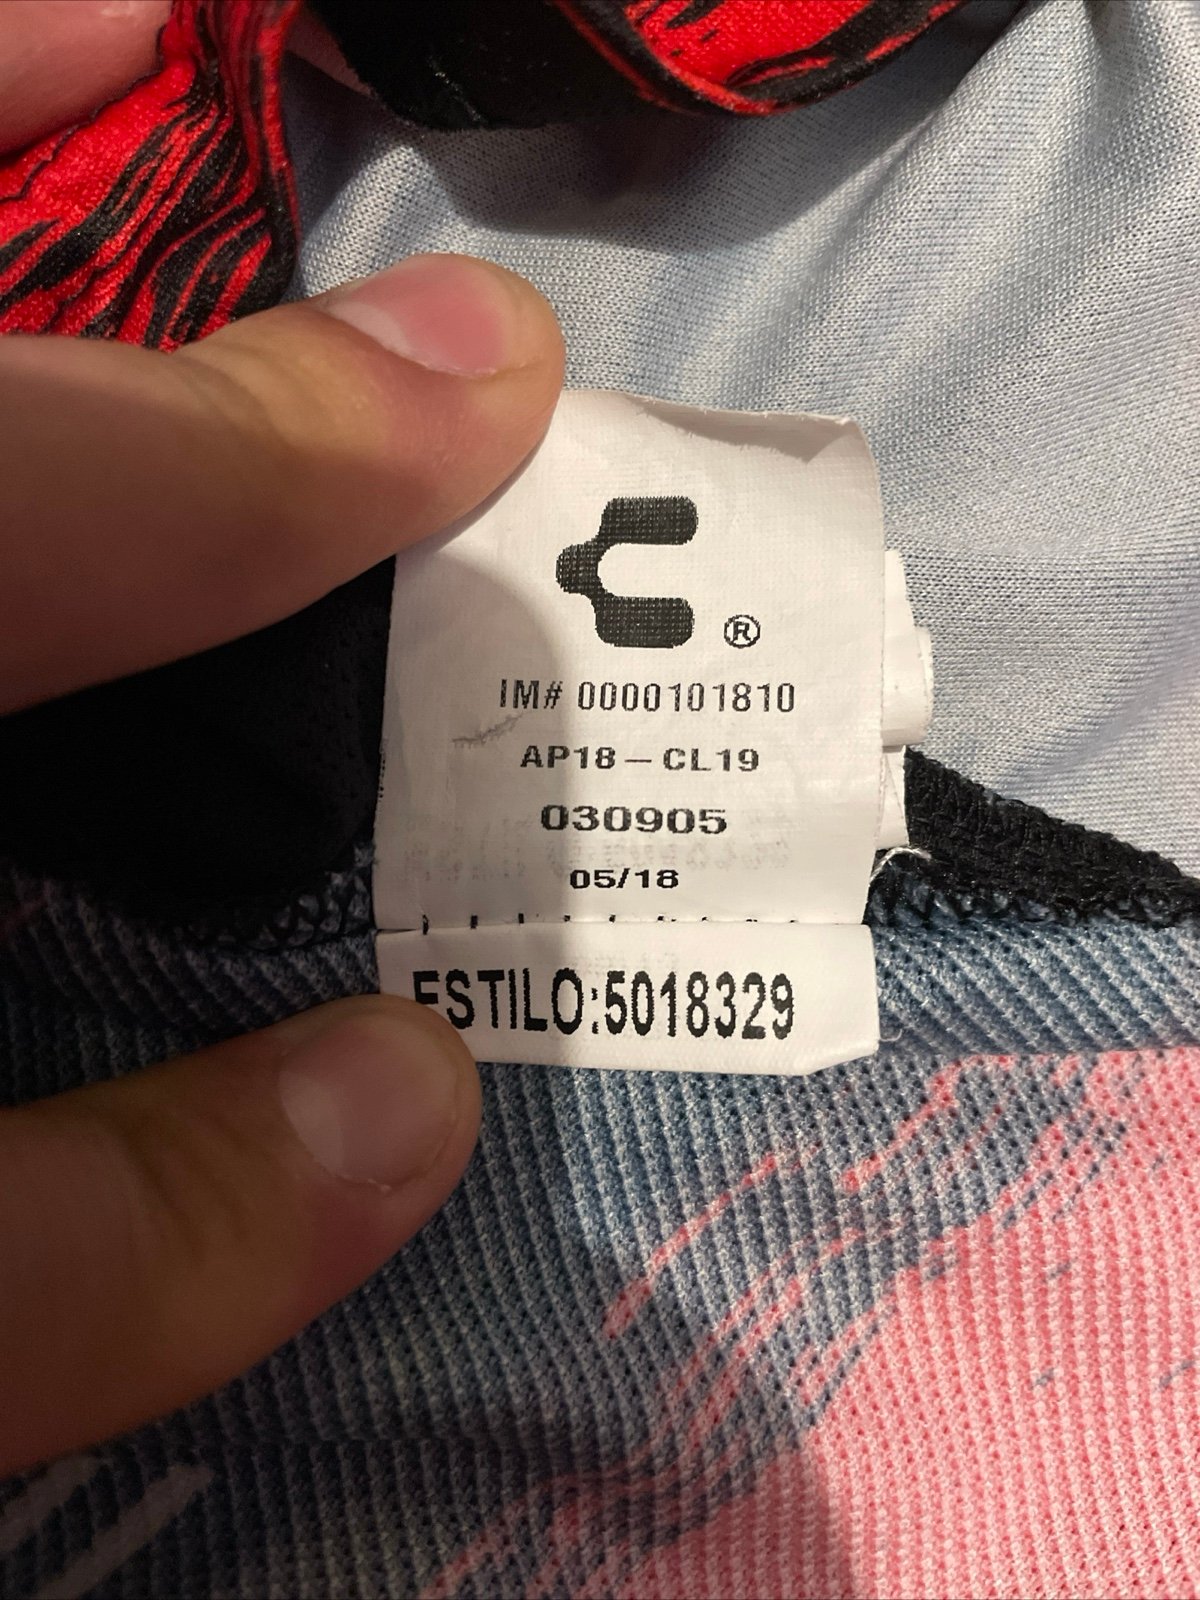 ®
IM# 0000101810
AP18-CL19
030905
05/18
ESTILO:5018329